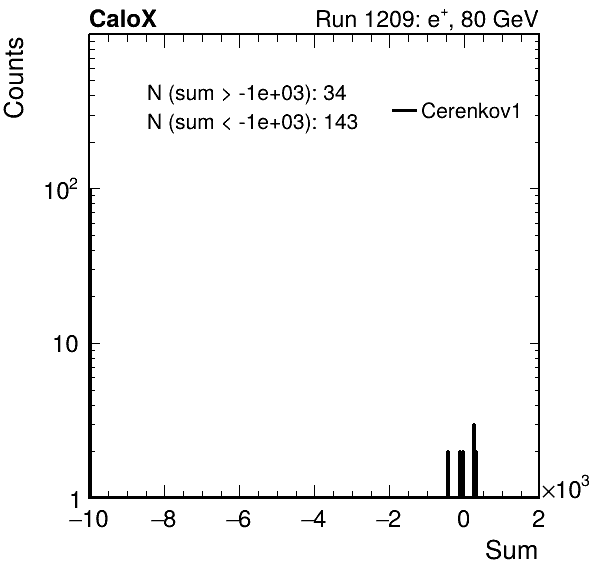 CaloX Run 1209: e⁺, 80 GeV
Counts
N (sum > -1e+03): 34
N (sum < -1e+03): 143
Cerenkov1
10²
10
1
−10 −8 −6 −4 −2 0 2
×10³
Sum